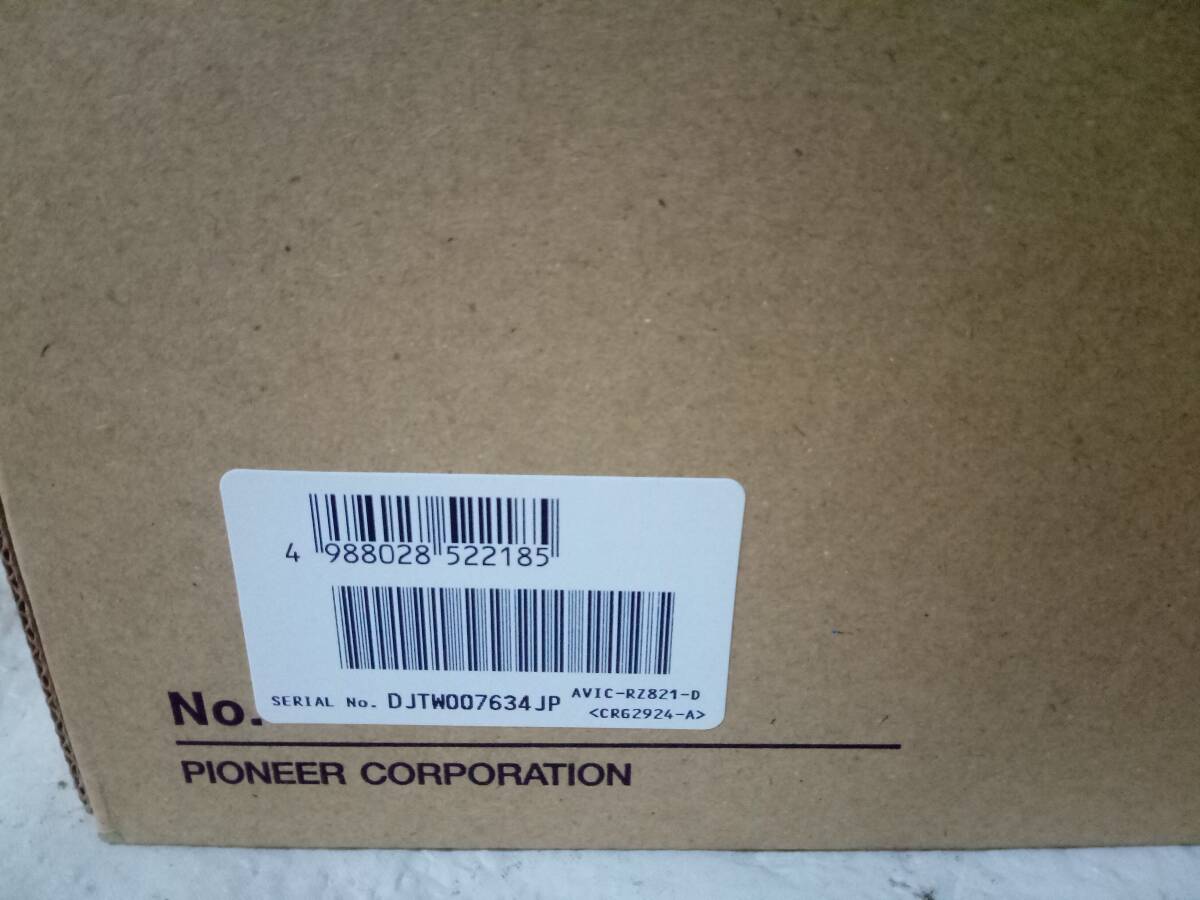 4 988028 522185
SERIAL No. DJTW007634JP AVIC-RZ821-D
<CRG2924-A>
No.
PIONEER CORPORATION